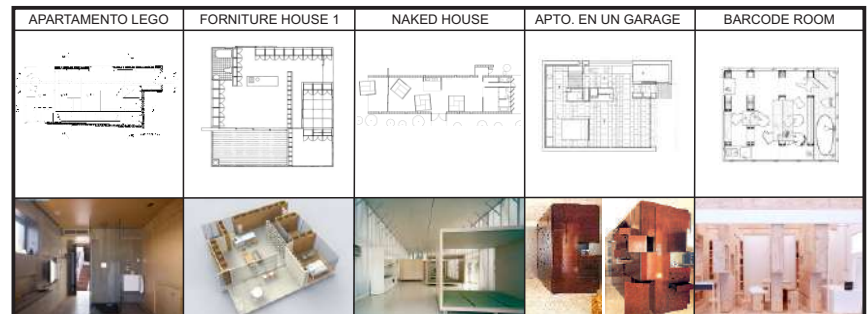 APARTAMENTO LEGO
FORNITURE HOUSE 1
NAKED HOUSE
APTO. EN UN GARAGE
BARCODE ROOM